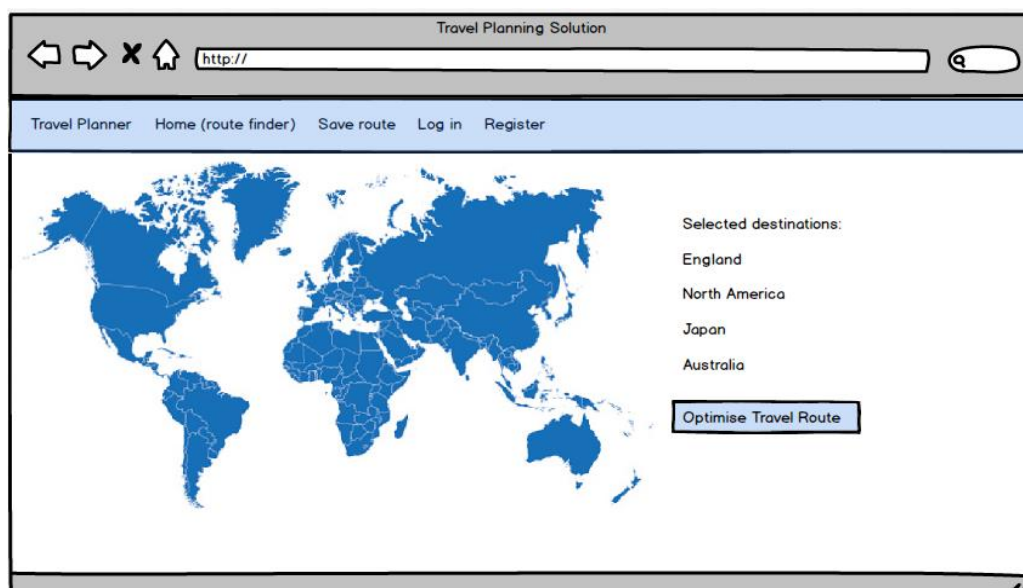 Travel Planning Solution
http://
Travel Planner Home (route finder) Save route Log in Register
Selected destinations:
England
North America
Japan
Australia
Optimise Travel Route